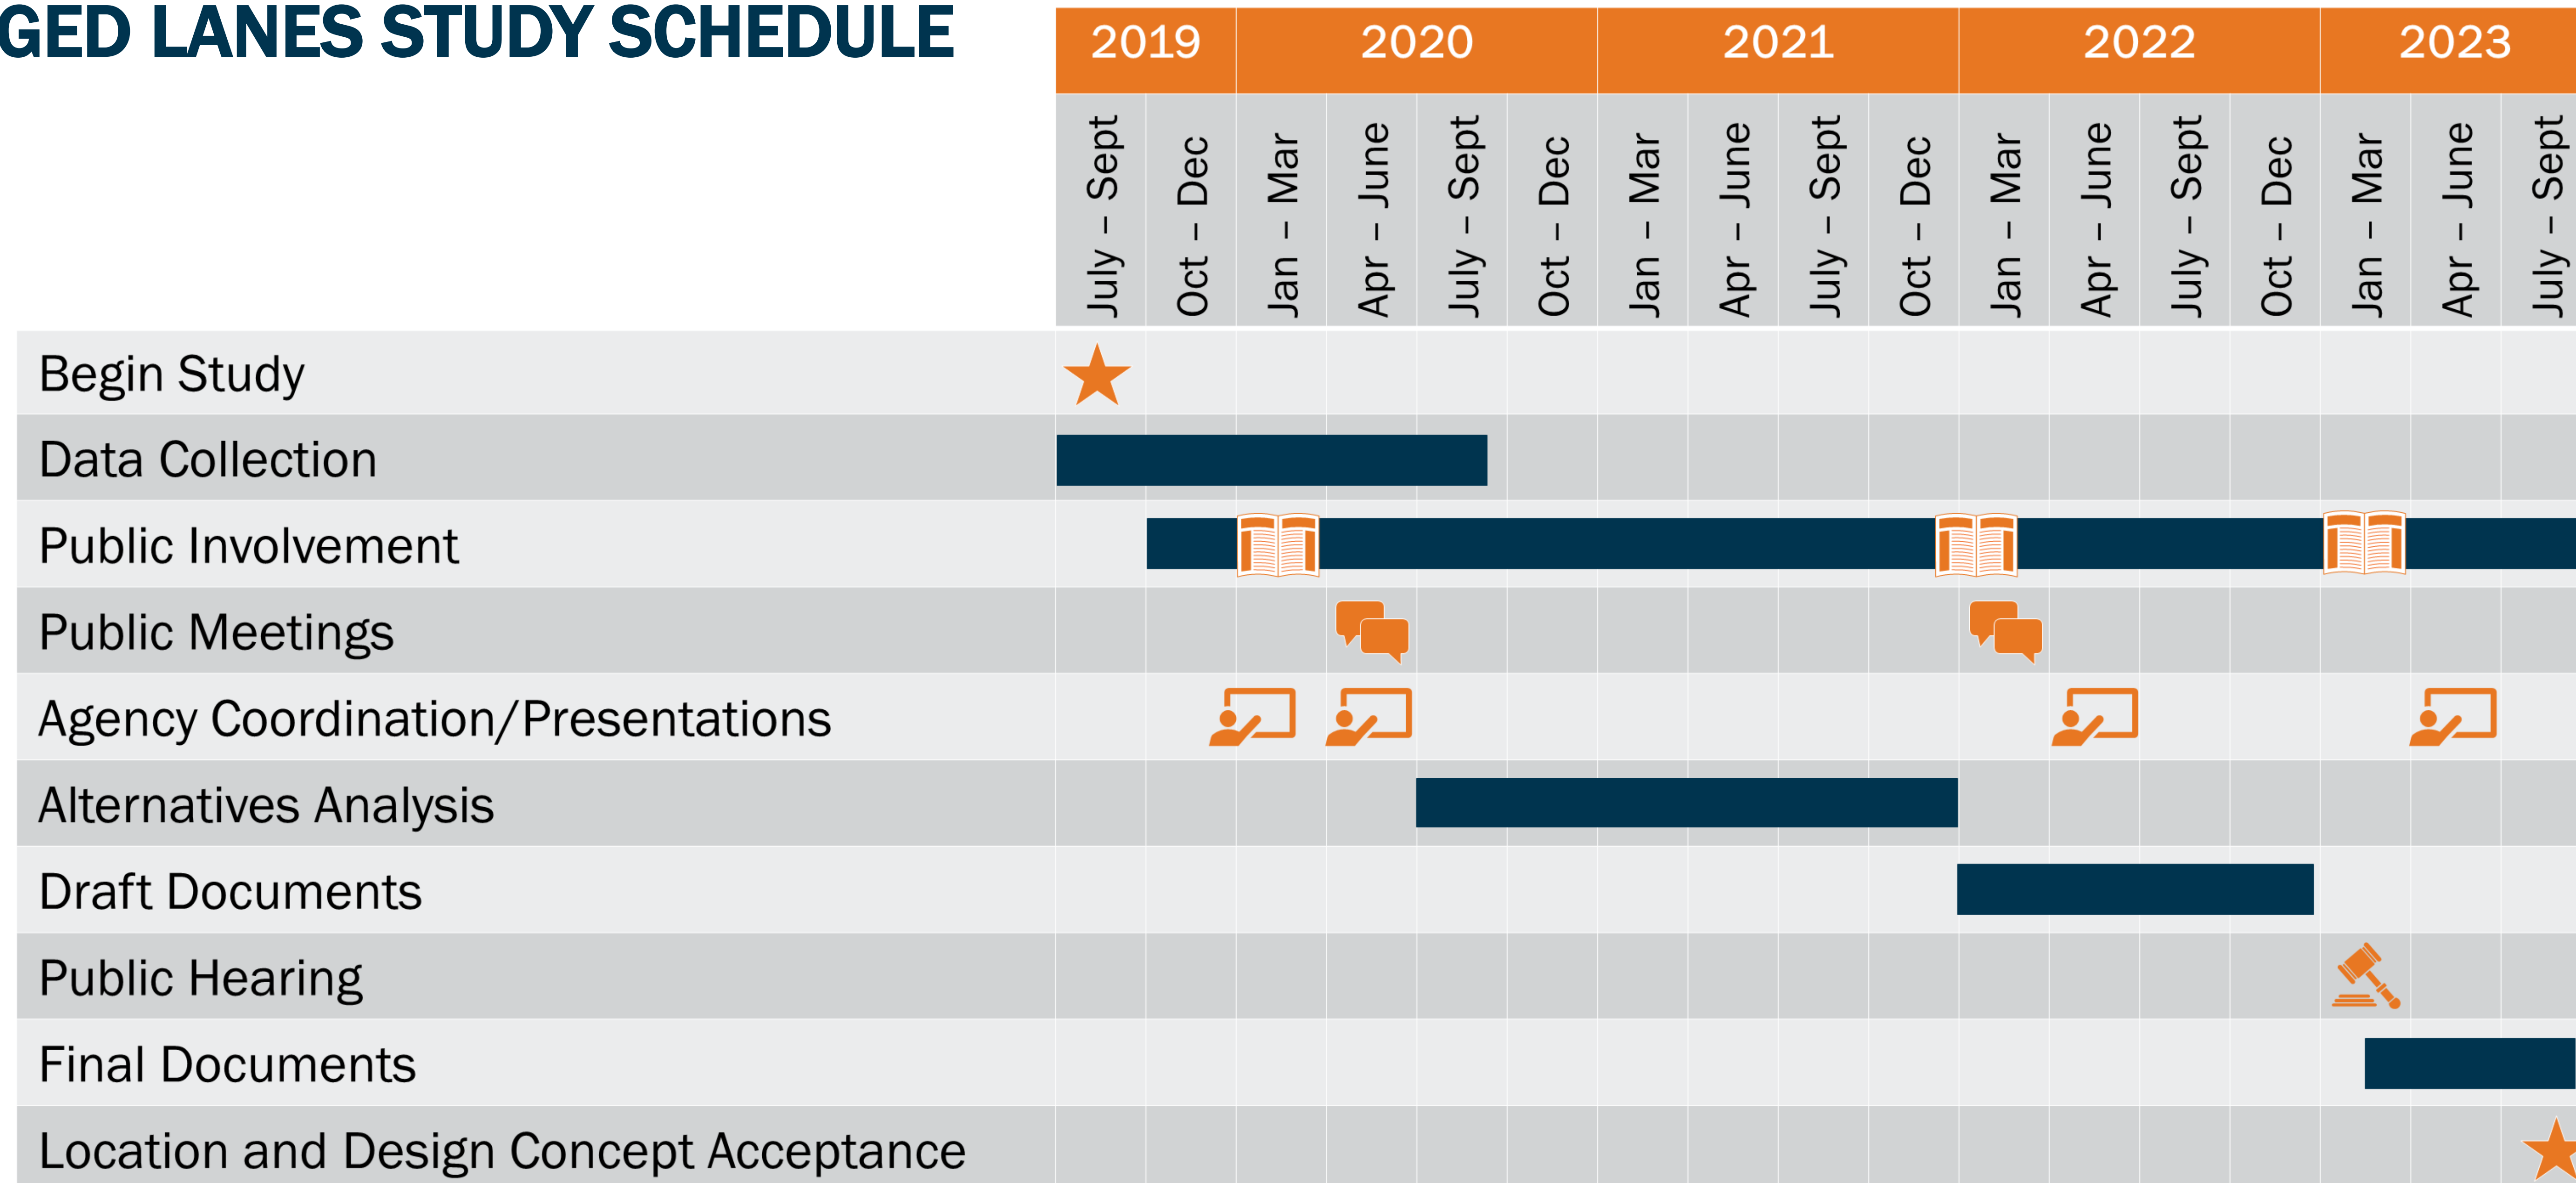 GED LANES STUDY SCHEDULE
2019 2020 2021 2022 2023
July – Sept Oct – Dec Jan – Mar Apr – June July – Sept Oct – Dec Jan – Mar Apr – June July – Sept Oct – Dec Jan – Mar Apr – June July – Sept Oct – Dec Jan – Mar Apr – June July – Sept
Begin Study
Data Collection
Public Involvement
Public Meetings
Agency Coordination/Presentations
Alternatives Analysis
Draft Documents
Public Hearing
Final Documents
Location and Design Concept Acceptance